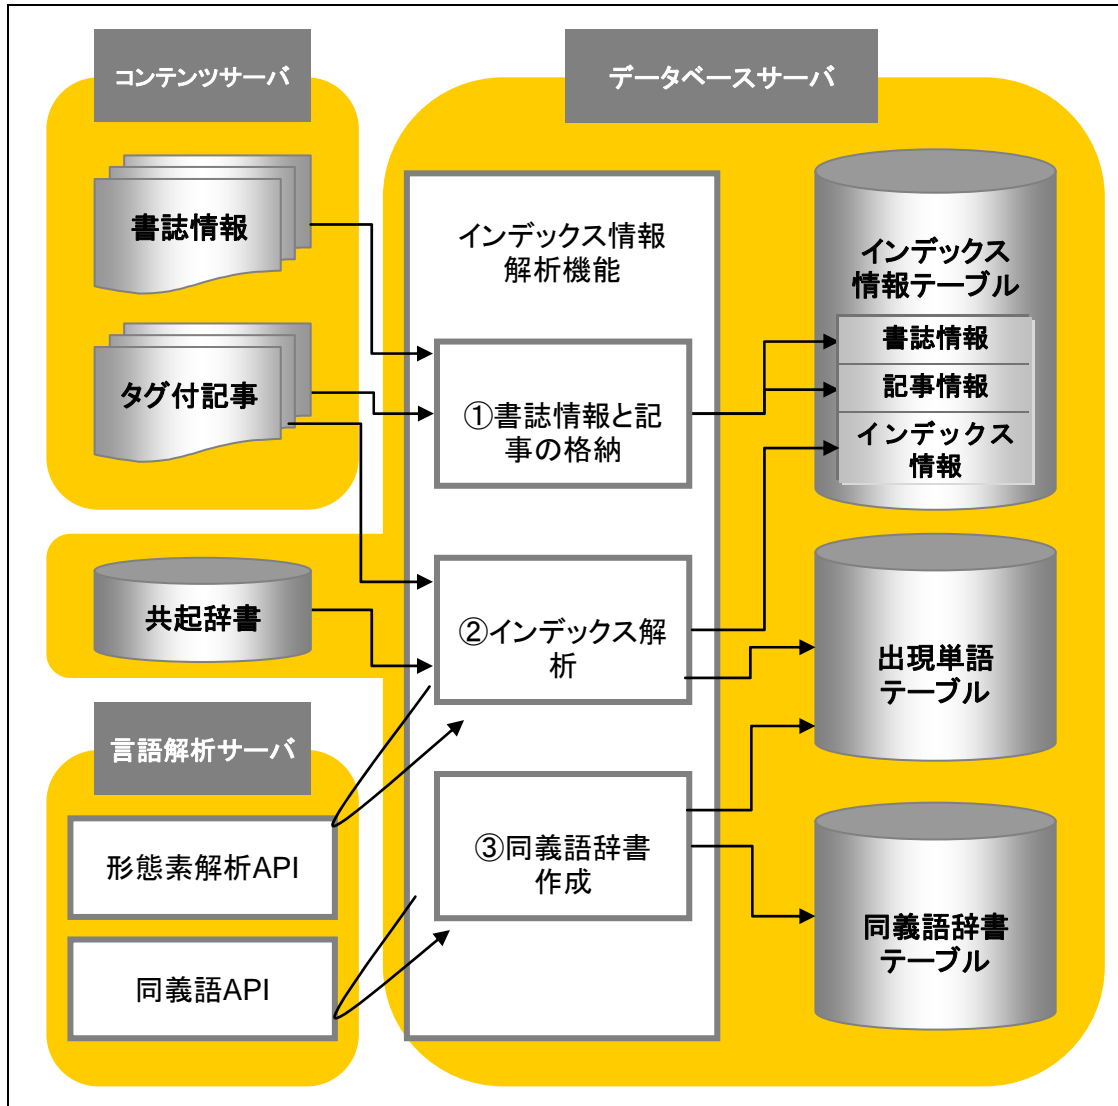 コンテンツサーバ
書誌情報
タグ付記事
共起辞書
言語解析サーバ
形態素解析API
同義語API
データベースサーバ
インデックス情報
解析機能
①書誌情報と記
事の格納
②インデックス解
析
③同義語辞書
作成
インデックス
情報テーブル
書誌情報
記事情報
インデックス
情報
出現単語
テーブル
同義語辞書
テーブル